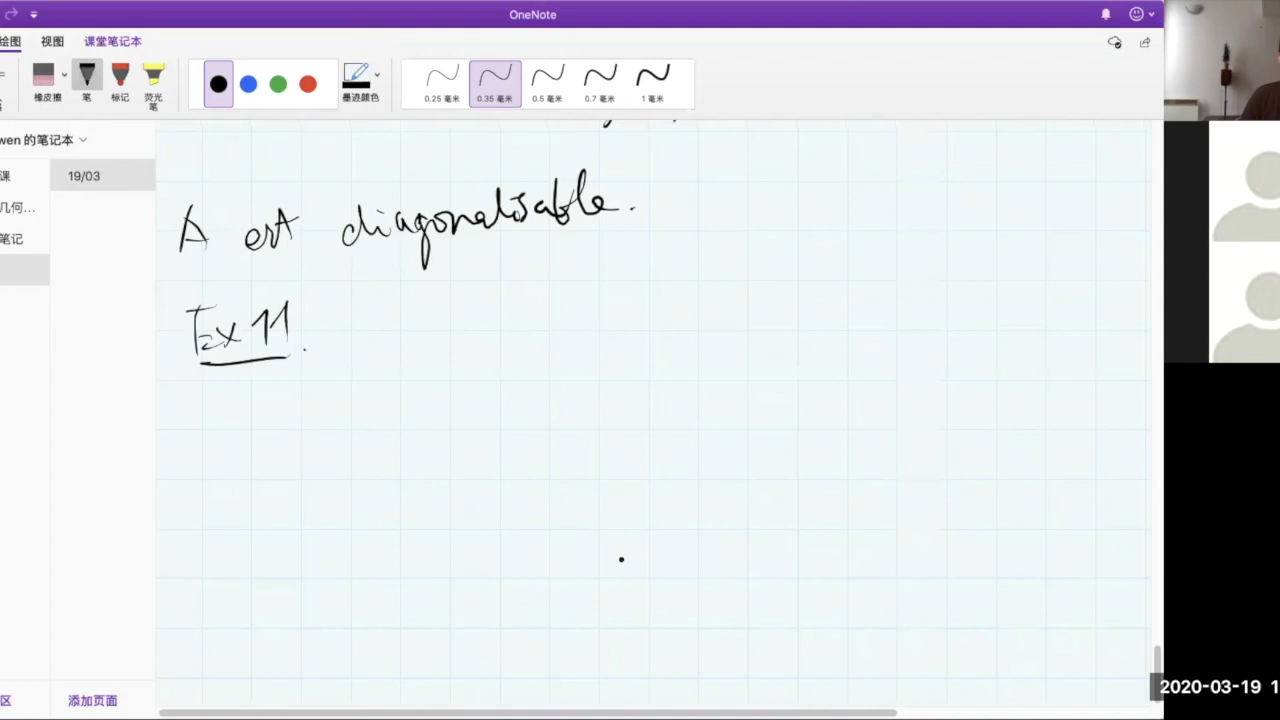 OneNote
绘图 视图 课堂笔记本
橡皮擦 笔 标记 荧光笔 墨迹颜色 0.25 毫米 0.35 毫米 0.5 毫米 0.7 毫米 1 毫米
wen 的笔记本
课 19/03
几何...
笔记
A est diagonalisable.
Ex 11.
区 添加页面
2020-03-19 1